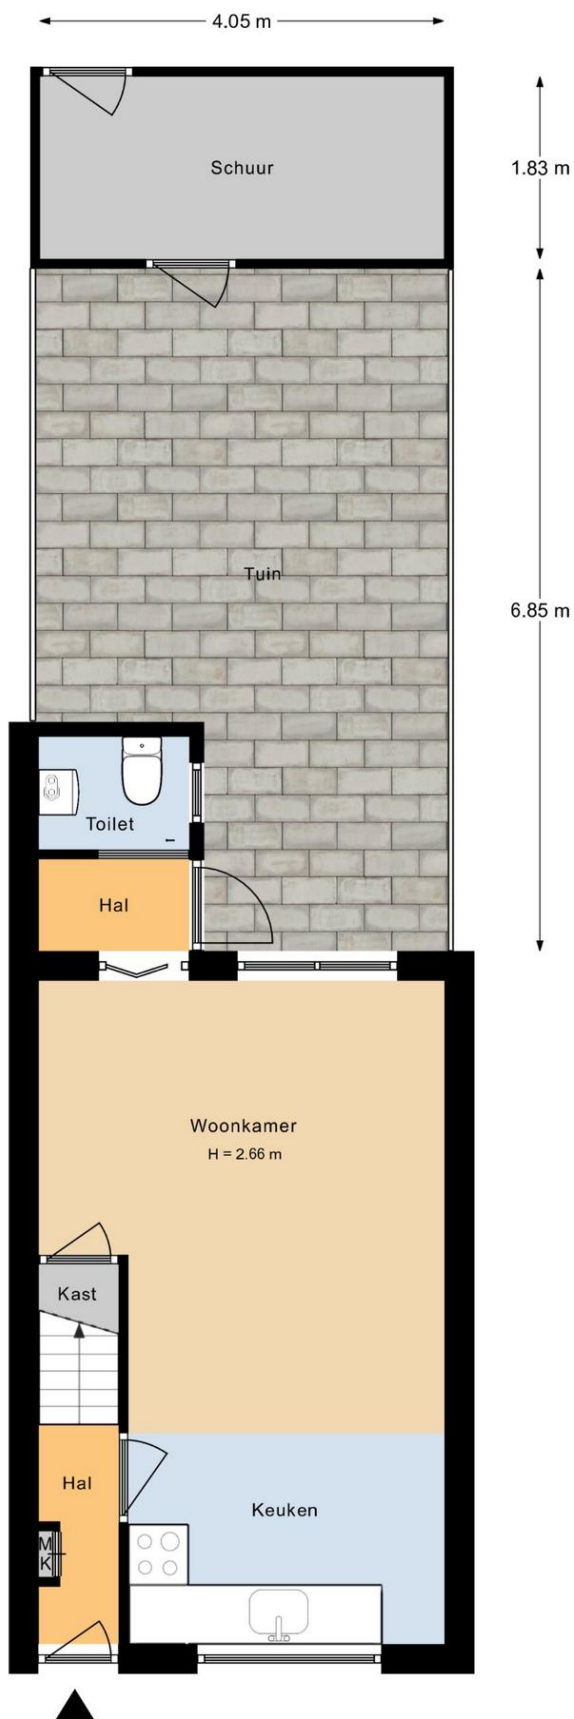 4.05 m
Schuur
1.83 m
Tuin
6.85 m
Toilet
Hal
Woonkamer
H = 2.66 m
Kast
Hal
Keuken
M
K